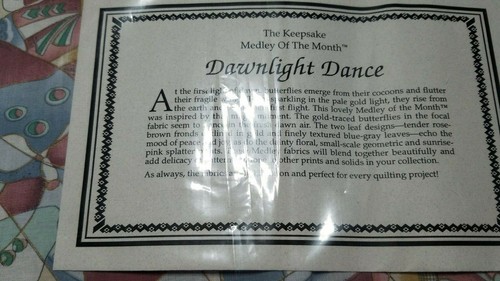 The Keepsake
Medley Of The Month™
Dawnlight Dance
At the first light butterflies emerge from their cocoons and flutter
their fragile sparkling in the pale gold light, they rise from
the earth first flight. This lovely Medley of the Month™
was inspired by that moment. The gold-traced butterflies in the focal
fabric seem to dawn air. The two leaf designs—tender rose-
brown fronds and finely textured blue-gray leaves—echo the
mood of peace and joy dainty floral, small-scale geometric and sunrise-
pink splatter Medley fabrics will blend together beautifully and
add delicacy other prints and solids in your collection.
As always, the fabrics and perfect for every quilting project!